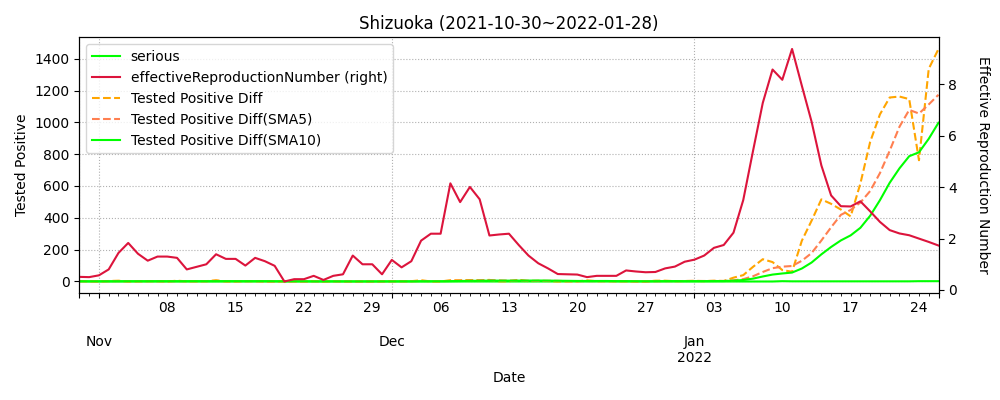 Shizuoka (2021-10-30~2022-01-28)
serious
effectiveReproductionNumber (right)
Tested Positive Diff
Tested Positive Diff(SMA5)
Tested Positive Diff(SMA10)
Tested Positive
1400
1200
1000
800
600
400
200
0
Effective Reproduction Number
8
6
4
2
0
08 15 22 29 06 13 20 27 03 10 17 24
Nov Dec Jan
2022
Date